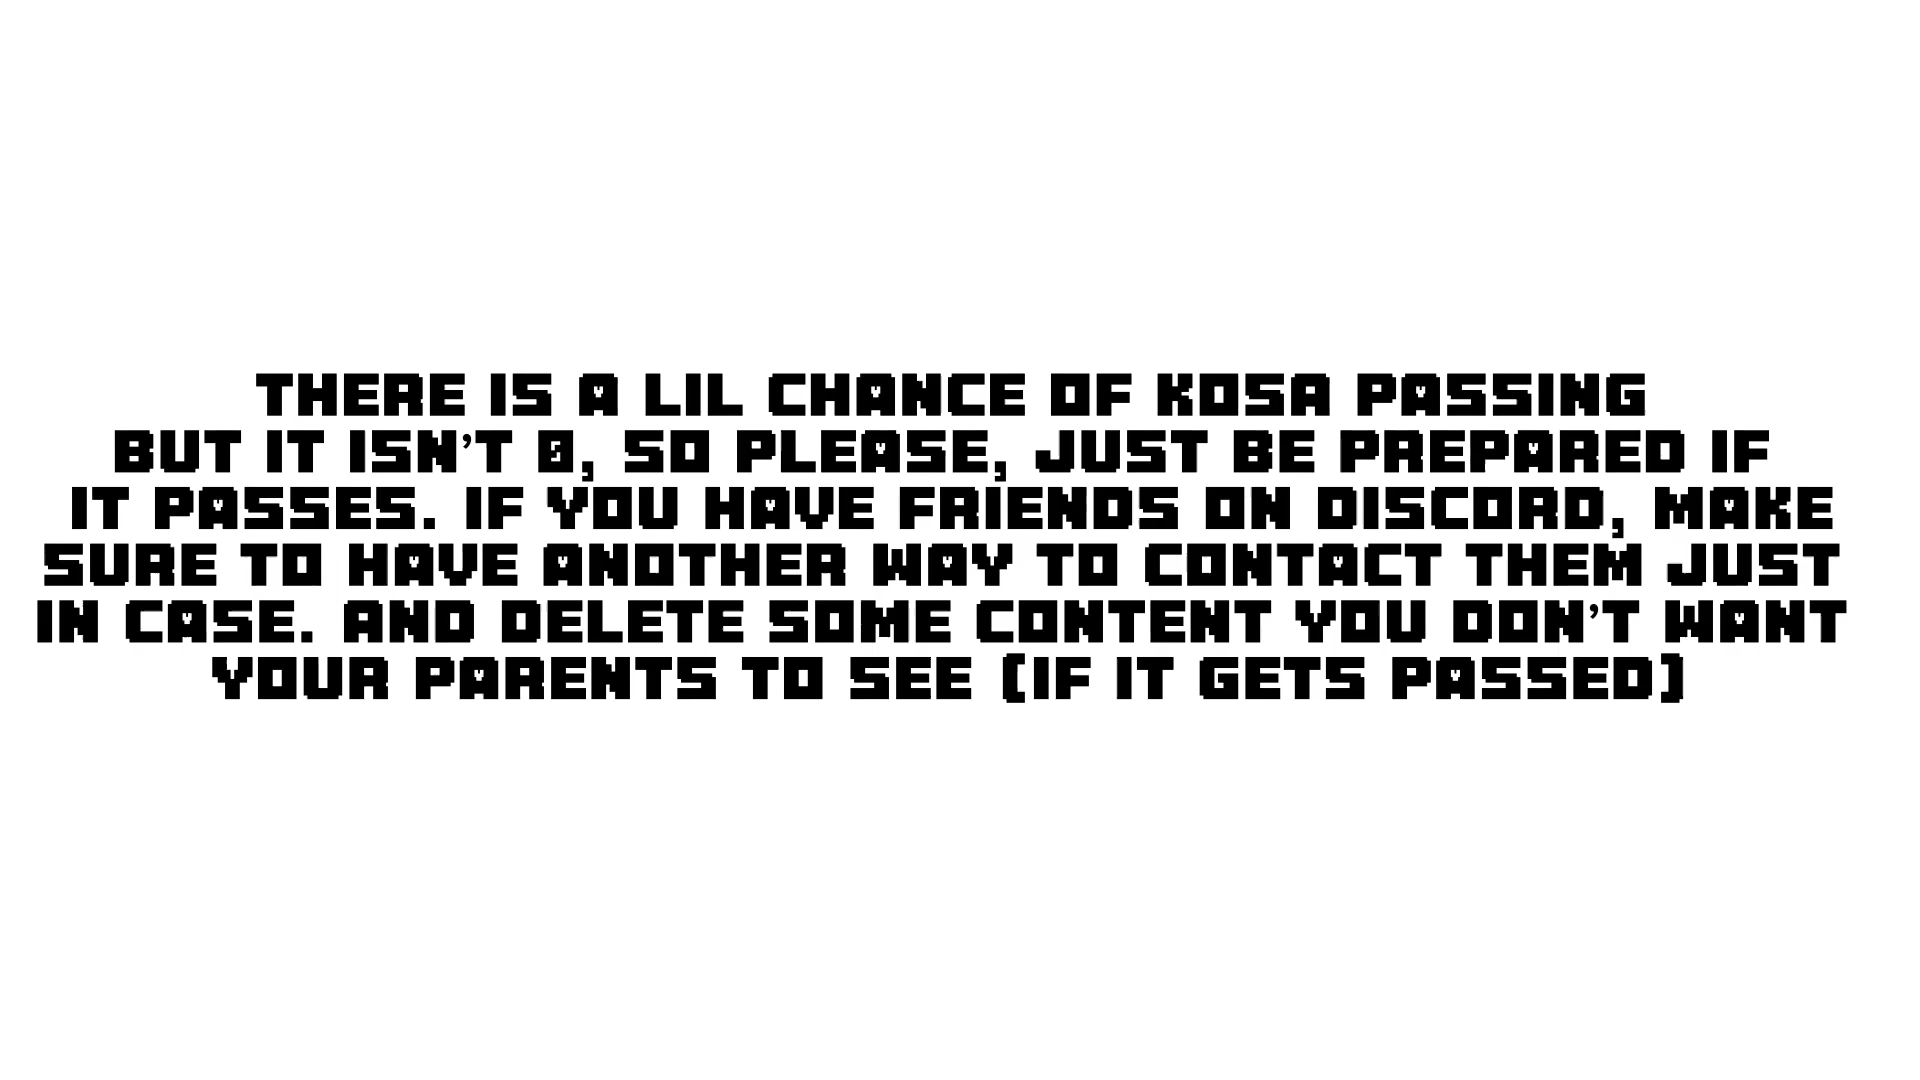 THERE IS A LIL CHANCE OF KOSA PASSING
BUT IT ISN'T 0, SO PLEASE, JUST BE PREPARED IF
IT PASSES. IF YOU HAVE FRIENDS ON DISCORD, MAKE
SURE TO HAVE ANOTHER WAY TO CONTACT THEM JUST
IN CASE. AND DELETE SOME CONTENT YOU DON'T WANT
YOUR PARENTS TO SEE (IF IT GETS PASSED)